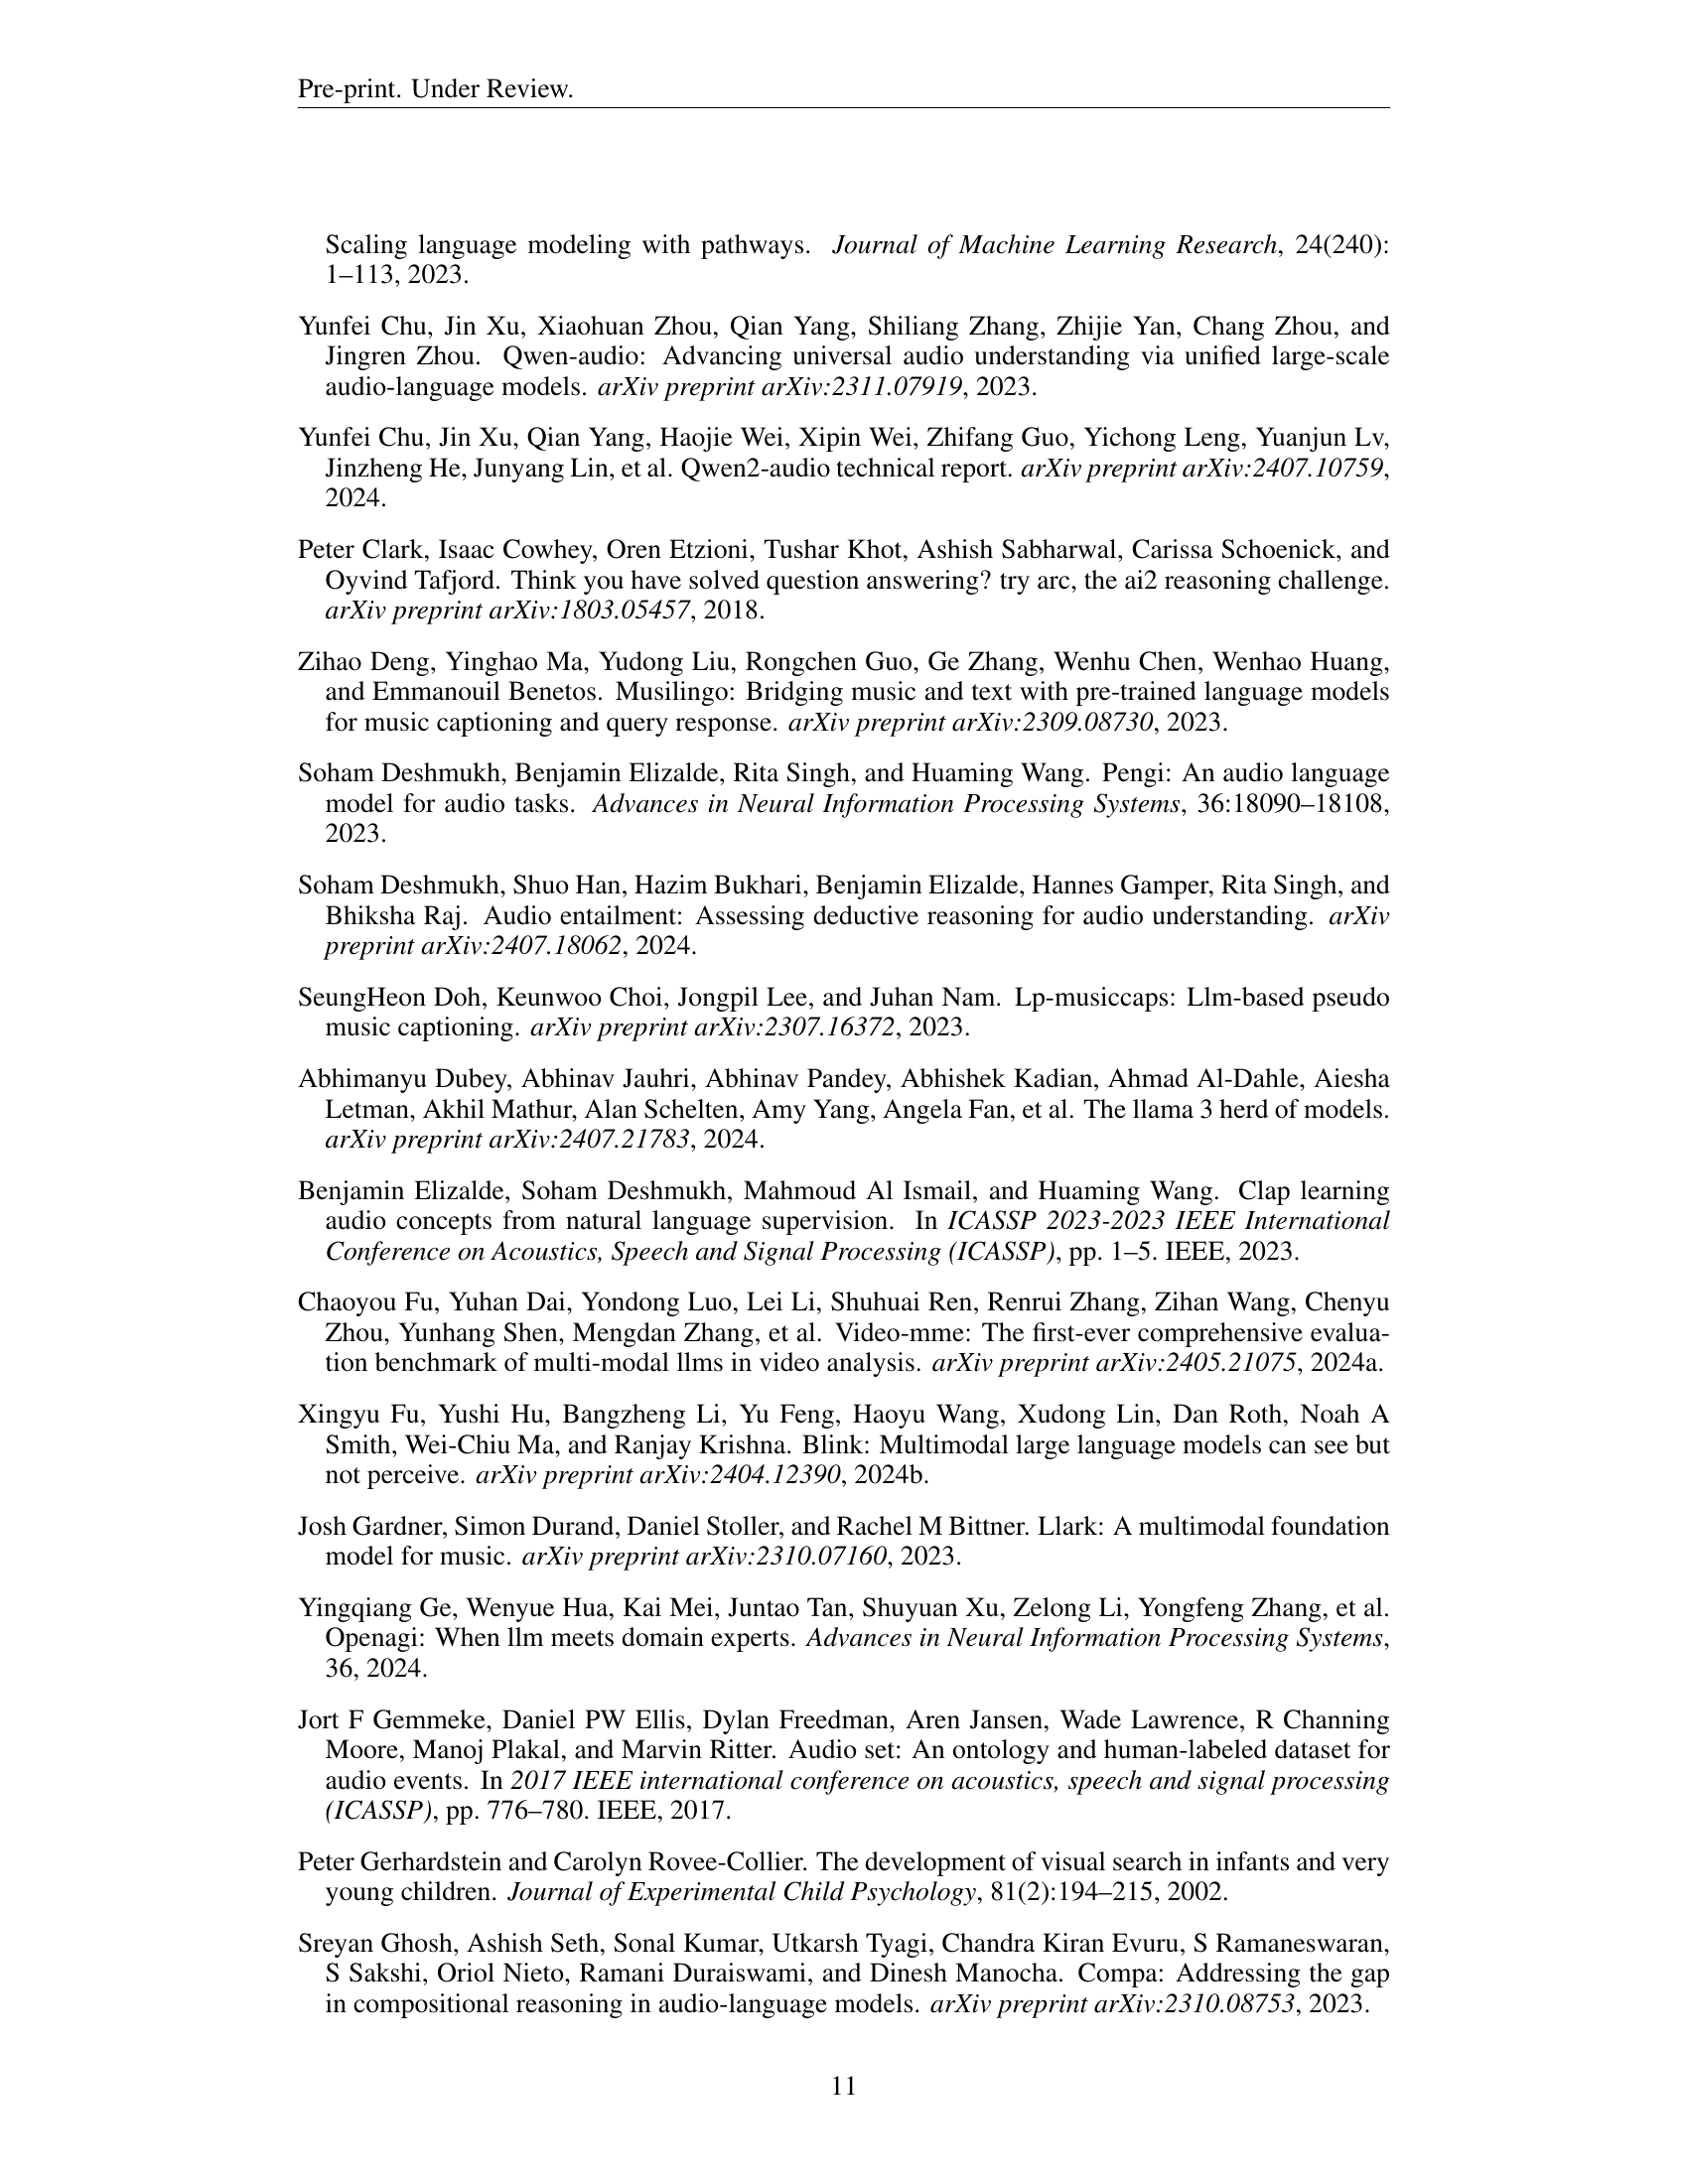 Pre-print. Under Review.
Scaling language modeling with pathways. Journal of Machine Learning Research, 24(240):
1–113, 2023.
Yunfei Chu, Jin Xu, Xiaohuan Zhou, Qian Yang, Shiliang Zhang, Zhijie Yan, Chang Zhou, and
Jingren Zhou. Qwen-audio: Advancing universal audio understanding via unified large-scale
audio-language models. arXiv preprint arXiv:2311.07919, 2023.
Yunfei Chu, Jin Xu, Qian Yang, Haojie Wei, Xipin Wei, Zhifang Guo, Yichong Leng, Yuanjun Lv,
Jinzheng He, Junyang Lin, et al. Qwen2-audio technical report. arXiv preprint arXiv:2407.10759,
2024.
Peter Clark, Isaac Cowhey, Oren Etzioni, Tushar Khot, Ashish Sabharwal, Carissa Schoenick, and
Oyvind Tafjord. Think you have solved question answering? try arc, the ai2 reasoning challenge.
arXiv preprint arXiv:1803.05457, 2018.
Zihao Deng, Yinghao Ma, Yudong Liu, Rongchen Guo, Ge Zhang, Wenhu Chen, Wenhao Huang,
and Emmanouil Benetos. Musilingo: Bridging music and text with pre-trained language models
for music captioning and query response. arXiv preprint arXiv:2309.08730, 2023.
Soham Deshmukh, Benjamin Elizalde, Rita Singh, and Huaming Wang. Pengi: An audio language
model for audio tasks. Advances in Neural Information Processing Systems, 36:18090–18108,
2023.
Soham Deshmukh, Shuo Han, Hazim Bukhari, Benjamin Elizalde, Hannes Gamper, Rita Singh, and
Bhiksha Raj. Audio entailment: Assessing deductive reasoning for audio understanding. arXiv
preprint arXiv:2407.18062, 2024.
SeungHeon Doh, Keunwoo Choi, Jongpil Lee, and Juhan Nam. Lp-musiccaps: Llm-based pseudo
music captioning. arXiv preprint arXiv:2307.16372, 2023.
Abhimanyu Dubey, Abhinav Jauhri, Abhinav Pandey, Abhishek Kadian, Ahmad Al-Dahle, Aiesha
Letman, Akhil Mathur, Alan Schelten, Amy Yang, Angela Fan, et al. The llama 3 herd of models.
arXiv preprint arXiv:2407.21783, 2024.
Benjamin Elizalde, Soham Deshmukh, Mahmoud Al Ismail, and Huaming Wang. Clap learning
audio concepts from natural language supervision. In ICASSP 2023-2023 IEEE International
Conference on Acoustics, Speech and Signal Processing (ICASSP), pp. 1–5. IEEE, 2023.
Chaoyou Fu, Yuhan Dai, Yondong Luo, Lei Li, Shuhuai Ren, Renrui Zhang, Zihan Wang, Chenyu
Zhou, Yunhang Shen, Mengdan Zhang, et al. Video-mme: The first-ever comprehensive evalua-
tion benchmark of multi-modal llms in video analysis. arXiv preprint arXiv:2405.21075, 2024a.
Xingyu Fu, Yushi Hu, Bangzheng Li, Yu Feng, Haoyu Wang, Xudong Lin, Dan Roth, Noah A
Smith, Wei-Chiu Ma, and Ranjay Krishna. Blink: Multimodal large language models can see but
not perceive. arXiv preprint arXiv:2404.12390, 2024b.
Josh Gardner, Simon Durand, Daniel Stoller, and Rachel M Bittner. Llark: A multimodal foundation
model for music. arXiv preprint arXiv:2310.07160, 2023.
Yingqiang Ge, Wenyue Hua, Kai Mei, Juntao Tan, Shuyuan Xu, Zelong Li, Yongfeng Zhang, et al.
Openagi: When llm meets domain experts. Advances in Neural Information Processing Systems,
36, 2024.
Jort F Gemmeke, Daniel PW Ellis, Dylan Freedman, Aren Jansen, Wade Lawrence, R Channing
Moore, Manoj Plakal, and Marvin Ritter. Audio set: An ontology and human-labeled dataset for
audio events. In 2017 IEEE international conference on acoustics, speech and signal processing
(ICASSP), pp. 776–780. IEEE, 2017.
Peter Gerhardstein and Carolyn Rovee-Collier. The development of visual search in infants and very
young children. Journal of Experimental Child Psychology, 81(2):194–215, 2002.
Sreyan Ghosh, Ashish Seth, Sonal Kumar, Utkarsh Tyagi, Chandra Kiran Evuru, S Ramaneswaran,
S Sakshi, Oriol Nieto, Ramani Duraiswami, and Dinesh Manocha. Compa: Addressing the gap
in compositional reasoning in audio-language models. arXiv preprint arXiv:2310.08753, 2023.
11